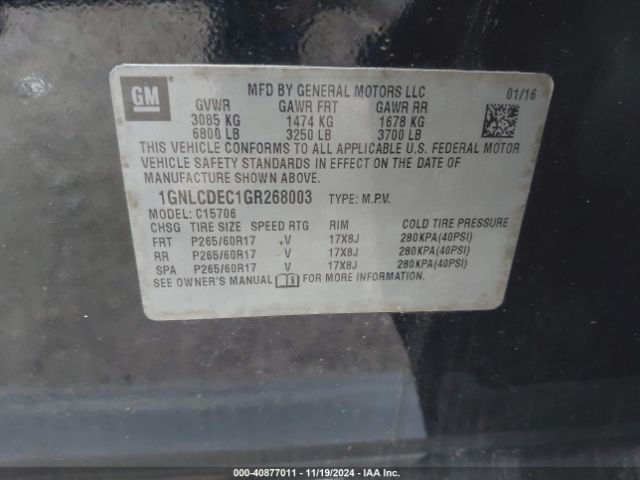 GM
MFD BY GENERAL MOTORS LLC 01/16
GVWR GAWR FRT GAWR RR
3085 KG 1474 KG 1678 KG
6800 LB 3250 LB 3700 LB
THIS VEHICLE CONFORMS TO ALL APPLICABLE U.S. FEDERAL MOTOR
VEHICLE SAFETY STANDARDS IN EFFECT ON THE DATE OF
MANUFACTURE SHOWN ABOVE.
1GNLCDEC1GR268003 TYPE: M.P.V.
MODEL: C15706
CHSG TIRE SIZE SPEED RTG RIM COLD TIRE PRESSURE
FRT P265/60R17 V 17X8J 280KPA(40PSI)
RR P265/60R17 V 17X8J 280KPA(40PSI)
SPA P265/60R17 V 17X8J 280KPA(40PSI)
SEE OWNER'S MANUAL FOR MORE INFORMATION.
000-40877011 - 11/19/2024 - IAA Inc.